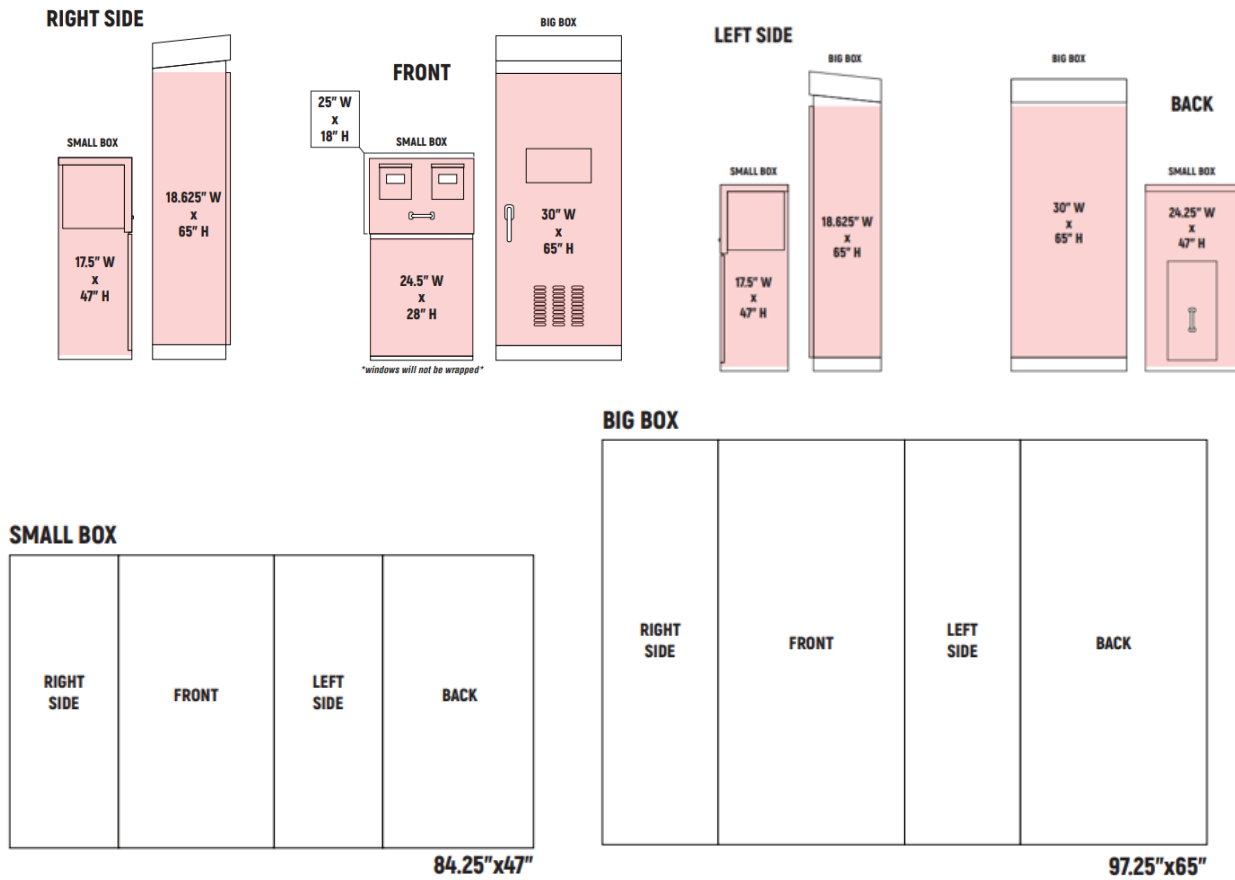 RIGHT SIDE
SMALL BOX
17.5" W
x
47" H
18.625" W
x
65" H
FRONT
25" W
x
18" H
SMALL BOX
24.5" W
x
28" H
*windows will not be wrapped*
BIG BOX
30" W
x
65" H
LEFT SIDE
SMALL BOX
17.5" W
x
47" H
BIG BOX
18.625" W
x
65" H
BIG BOX
30" W
x
65" H
BACK
SMALL BOX
24.25" W
x
47" H
SMALL BOX
RIGHT
SIDE
FRONT
LEFT
SIDE
BACK
84.25"x47"
BIG BOX
RIGHT
SIDE
FRONT
LEFT
SIDE
BACK
97.25"x65"